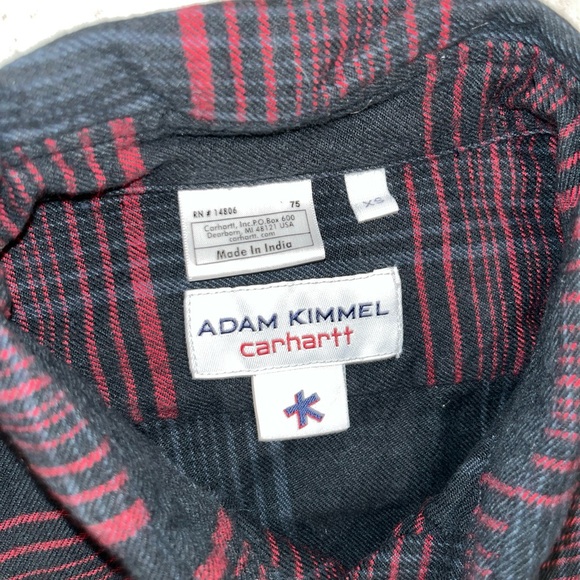 RN # 14806 75
Carhartt, Inc.P.O.Box 600
Dearborn, MI 48121 USA
carhartt. com
Made In India
XS
ADAM KIMMEL
carhartt